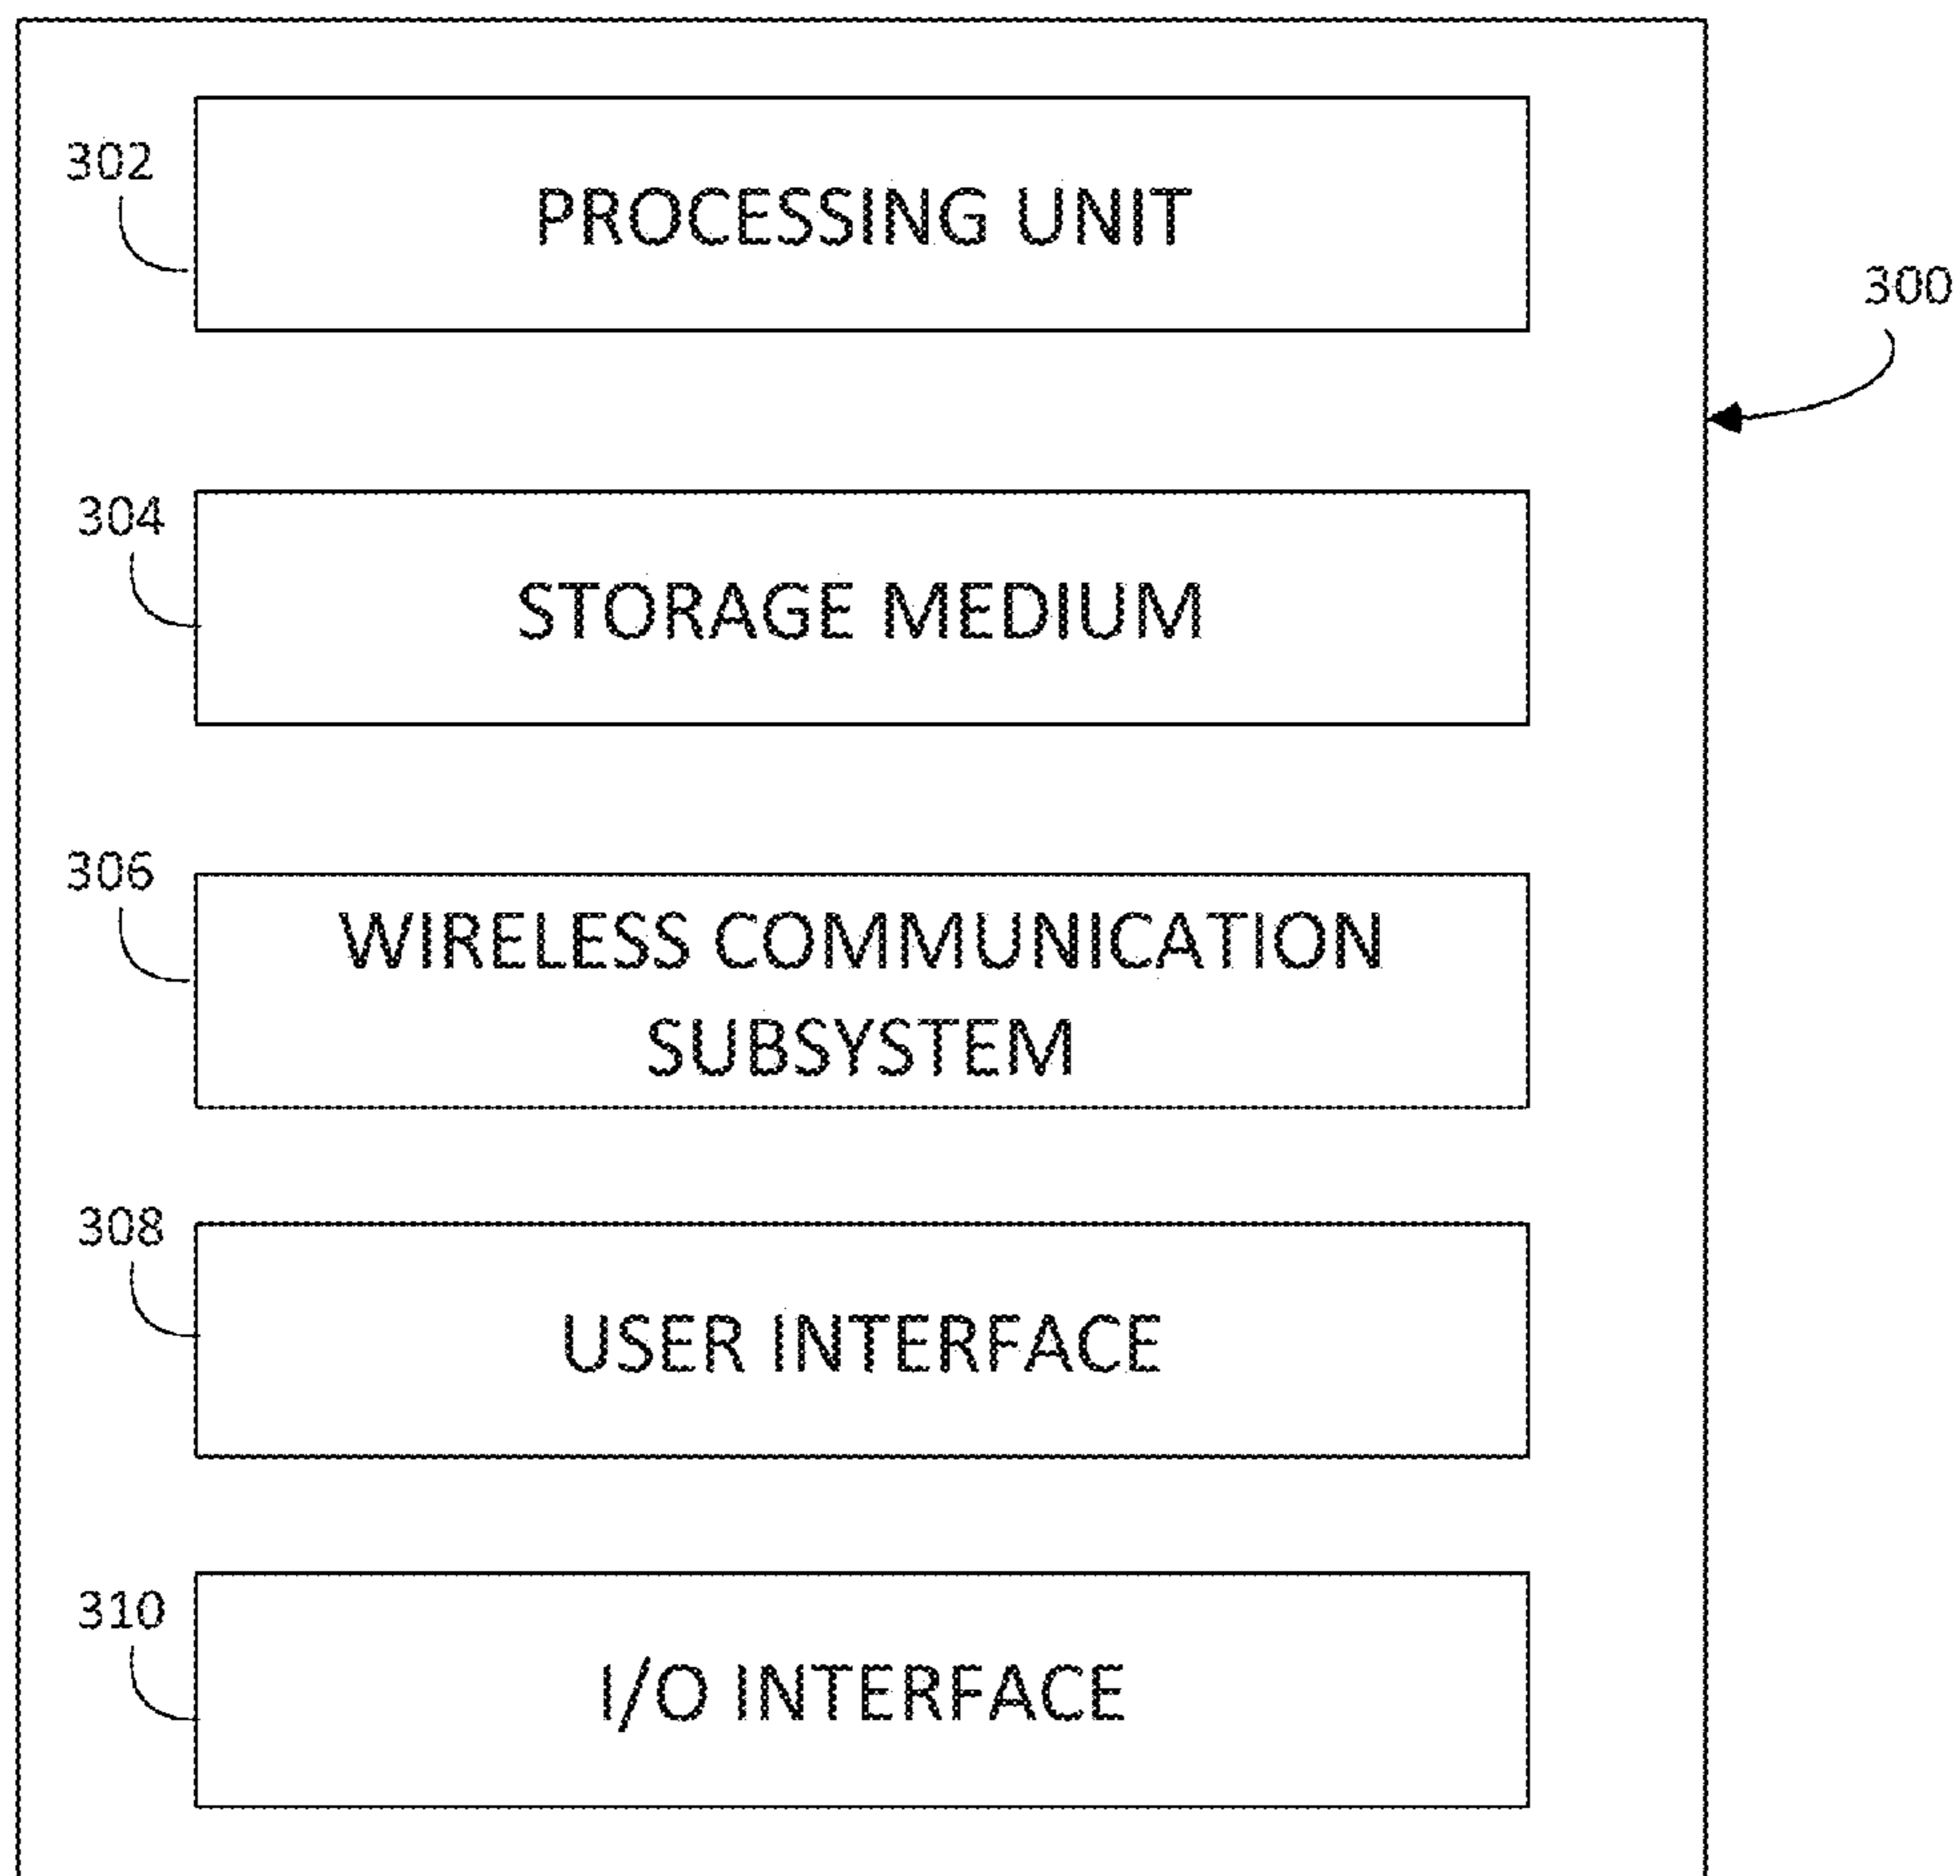 302
PROCESSING UNIT
300
304
STORAGE MEDIUM
306
WIRELESS COMMUNICATION
SUBSYSTEM
308
USER INTERFACE
310
I/O INTERFACE